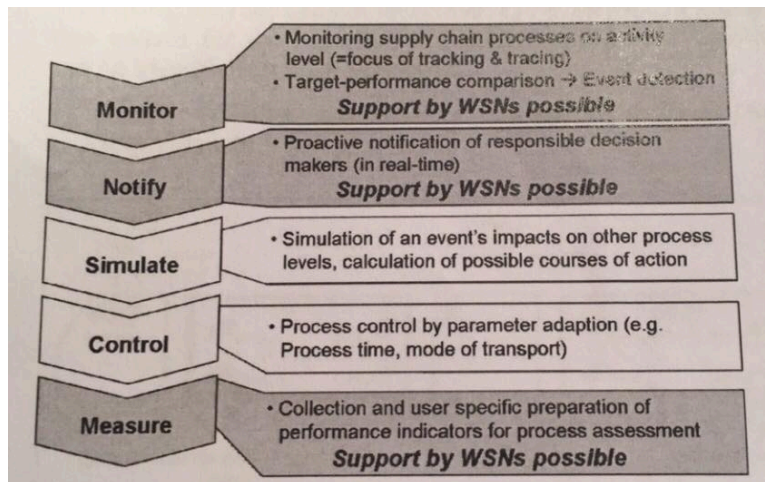 Monitor
• Monitoring supply chain processes on activity
level (=focus of tracking & tracing)
• Target-performance comparison → Event detection
Support by WSNs possible
Notify
• Proactive notification of responsible decision
makers (in real-time)
Support by WSNs possible
Simulate
• Simulation of an event's impacts on other process
levels, calculation of possible courses of action
Control
• Process control by parameter adaption (e.g.
Process time, mode of transport)
Measure
• Collection and user specific preparation of
performance indicators for process assessment
Support by WSNs possible